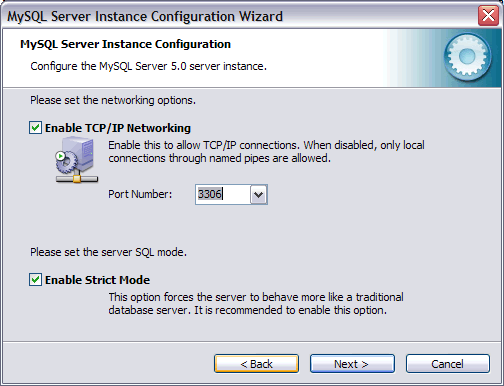 MySQL Server Instance Configuration Wizard
MySQL Server Instance Configuration
Configure the MySQL Server 5.0 server instance.
Please set the networking options.
Enable TCP/IP Networking
Enable this to allow TCP/IP connections. When disabled, only local
connections through named pipes are allowed.
Port Number: 3306
Please set the server SQL mode.
Enable Strict Mode
This option forces the server to behave more like a traditional
database server. It is recommended to enable this option.
< Back Next > Cancel